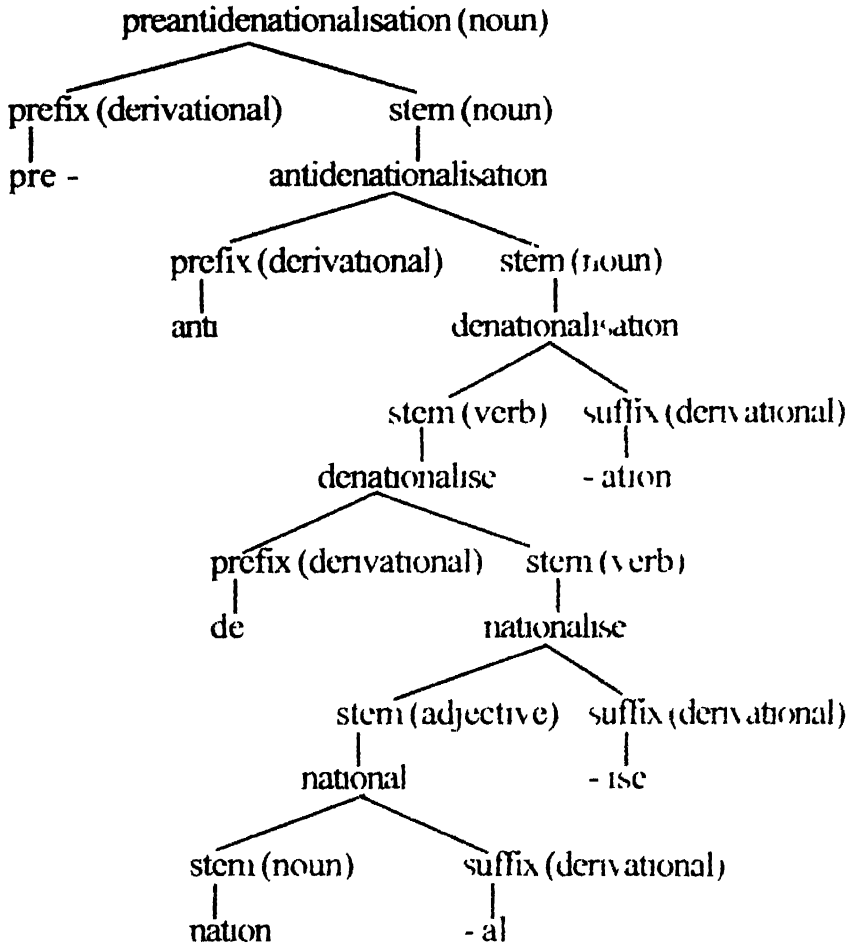 preantidenationalisation (noun)
prefix (derivational) stem (noun)
pre - antidenationalisation
prefix (derivational) stem (noun)
anti denationalisation
stem (verb) suffix (derivational)
denationalise - ation
prefix (derivational) stem (verb)
de nationalise
stem (adjective) suffix (derivational)
national - ise
stem (noun) suffix (derivational)
nation - al